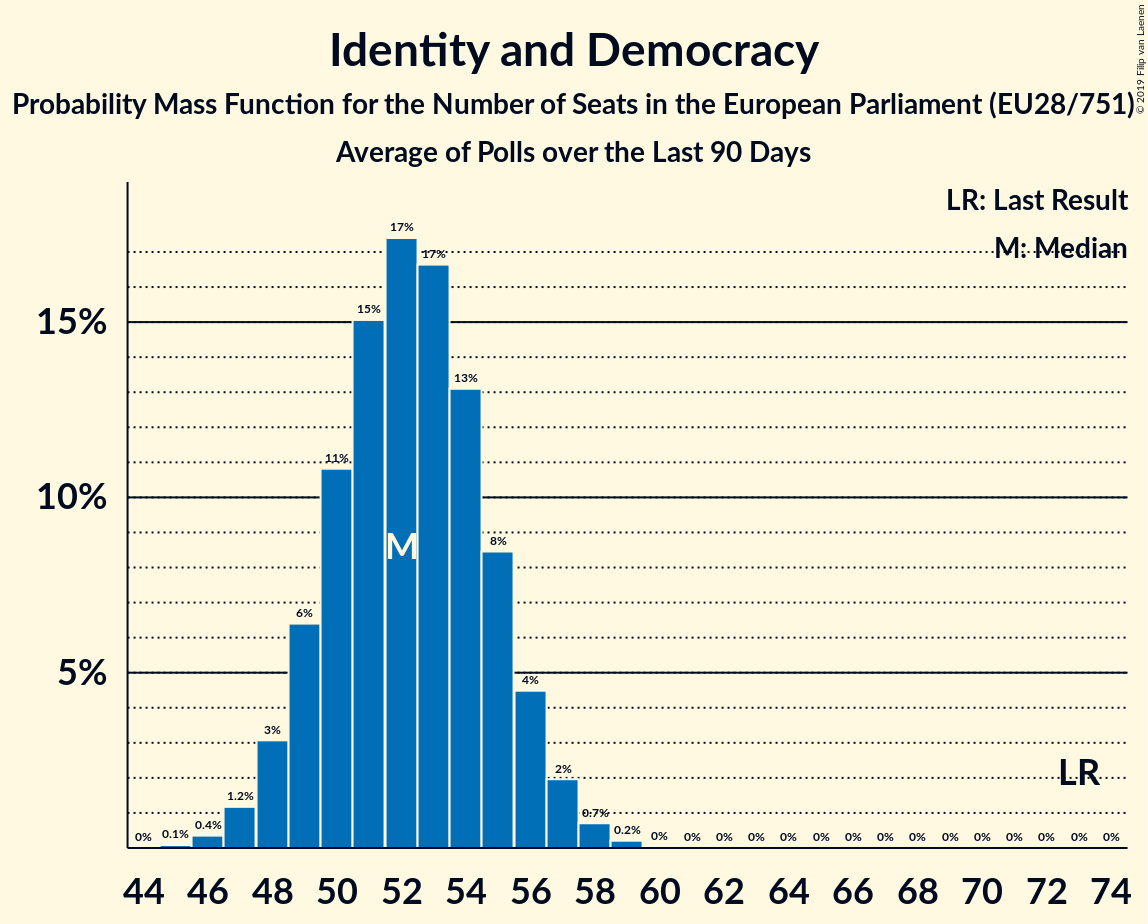 Identity and Democracy
Probability Mass Function for the Number of Seats in the European Parliament (EU28/751)
Average of Polls over the Last 90 Days
© 2019 Filip van Laenen
LR: Last Result
M: Median
15%
10%
5%
0% 0.1% 0.4% 1.2% 3% 6% 11% 15% 17% 17% 13% 8% 4% 2% 0.7% 0.2% 0% 0% 0% 0% 0% 0% 0% 0% 0% 0% 0% 0% 0% 0% 0%
M
LR
44 46 48 50 52 54 56 58 60 62 64 66 68 70 72 74